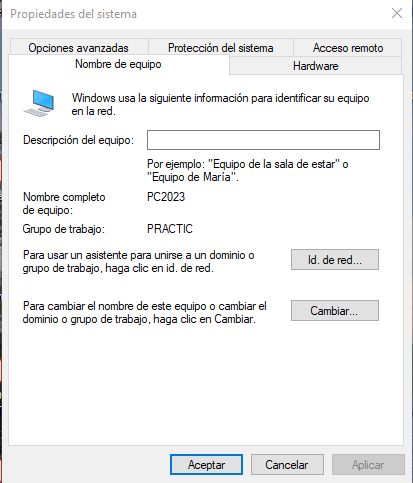 Propiedades del sistema
Opciones avanzadas
Protección del sistema
Acceso remoto
Nombre de equipo
Hardware
Windows usa la siguiente información para identificar su equipo
en la red.
Descripción del equipo:
Por ejemplo: "Equipo de la sala de estar" o
"Equipo de María".
Nombre completo
de equipo:
PC2023
Grupo de trabajo:
PRACTIC
Para usar un asistente para unirse a un dominio o
grupo de trabajo, haga clic en id. de red.
Id. de red...
Para cambiar el nombre de este equipo o cambiar el
dominio o grupo de trabajo, haga clic en Cambiar.
Cambiar...
Aceptar
Cancelar
Aplicar